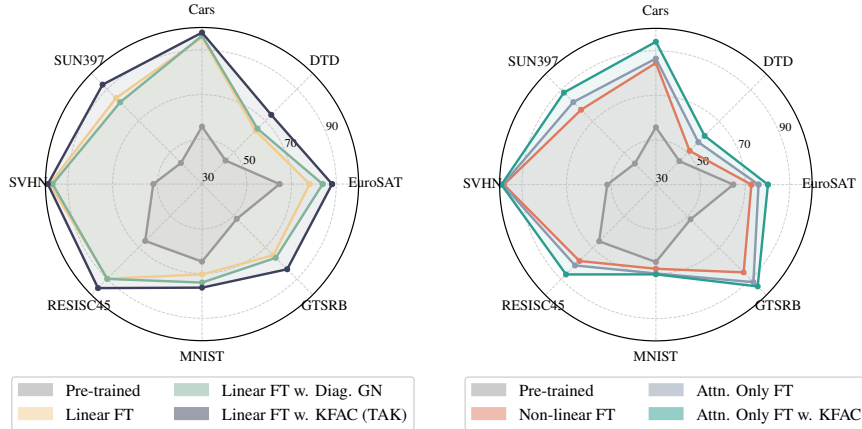 Cars
DTD
EuroSAT
GTSRB
MNIST
RESISC45
SVHN
SUN397
30
50
70
90
Pre-trained
Linear FT
Linear FT w. Diag. GN
Linear FT w. KFAC (TAK)
Cars
DTD
EuroSAT
GTSRB
MNIST
RESISC45
SVHN
SUN397
30
50
70
90
Pre-trained
Non-linear FT
Attn. Only FT
Attn. Only FT w. KFAC